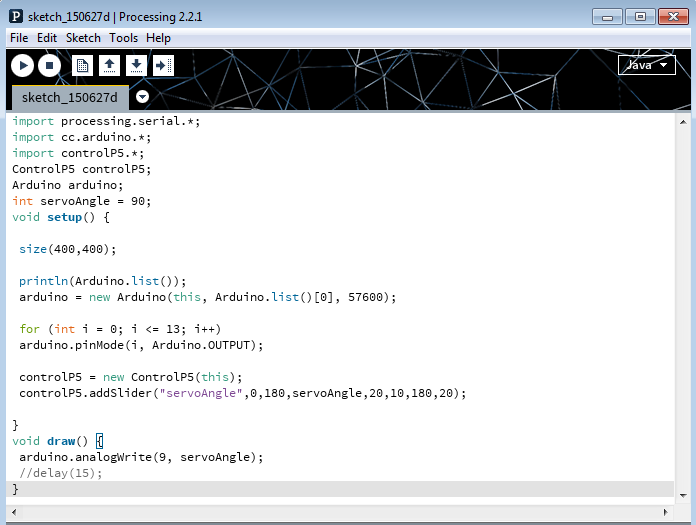 sketch_150627d | Processing 2.2.1
File Edit Sketch Tools Help
Java
sketch_150627d
import processing.serial.*;
import cc.arduino.*;
import controlP5.*;
ControlP5 controlP5;
Arduino arduino;
int servoAngle = 90;
void setup() {
size(400,400);
println(Arduino.list());
arduino = new Arduino(this, Arduino.list()[0], 57600);
for (int i = 0; i <= 13; i++)
arduino.pinMode(i, Arduino.OUTPUT);
controlP5 = new ControlP5(this);
controlP5.addSlider("servoAngle",0,180,servoAngle,20,10,180,20);
}
void draw() {
arduino.analogWrite(9, servoAngle);
//delay(15);
}